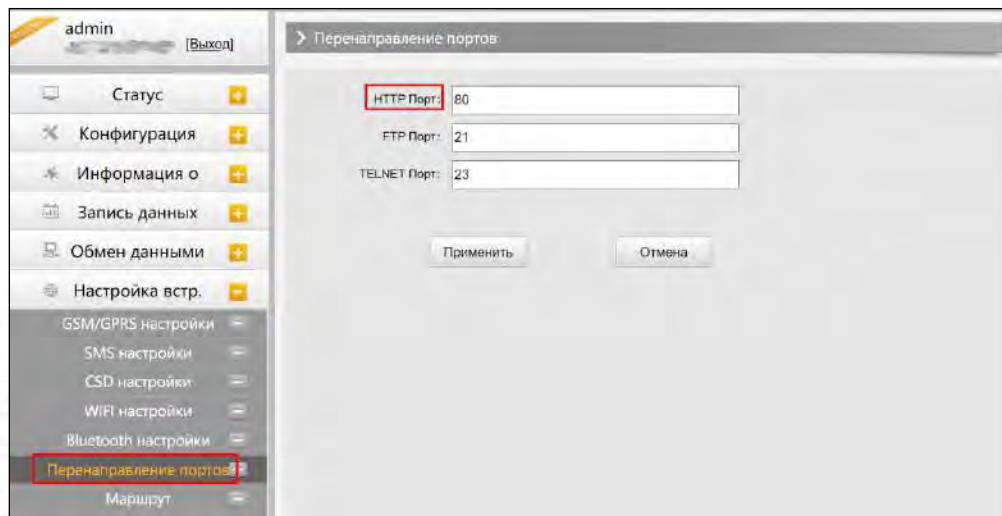 admin
[Выход]
Статус
Конфигурация
Информация о
Запись данных
Обмен данными
Настройка встр.
GSM/GPRS настройки
SMS настройки
CSD настройки
WIFI настройки
Bluetooth настройки
Перенаправление портов
Маршрут
Перенаправление портов
HTTP Порт: 80
FTP Порт: 21
TELNET Порт: 23
Применить Отмена